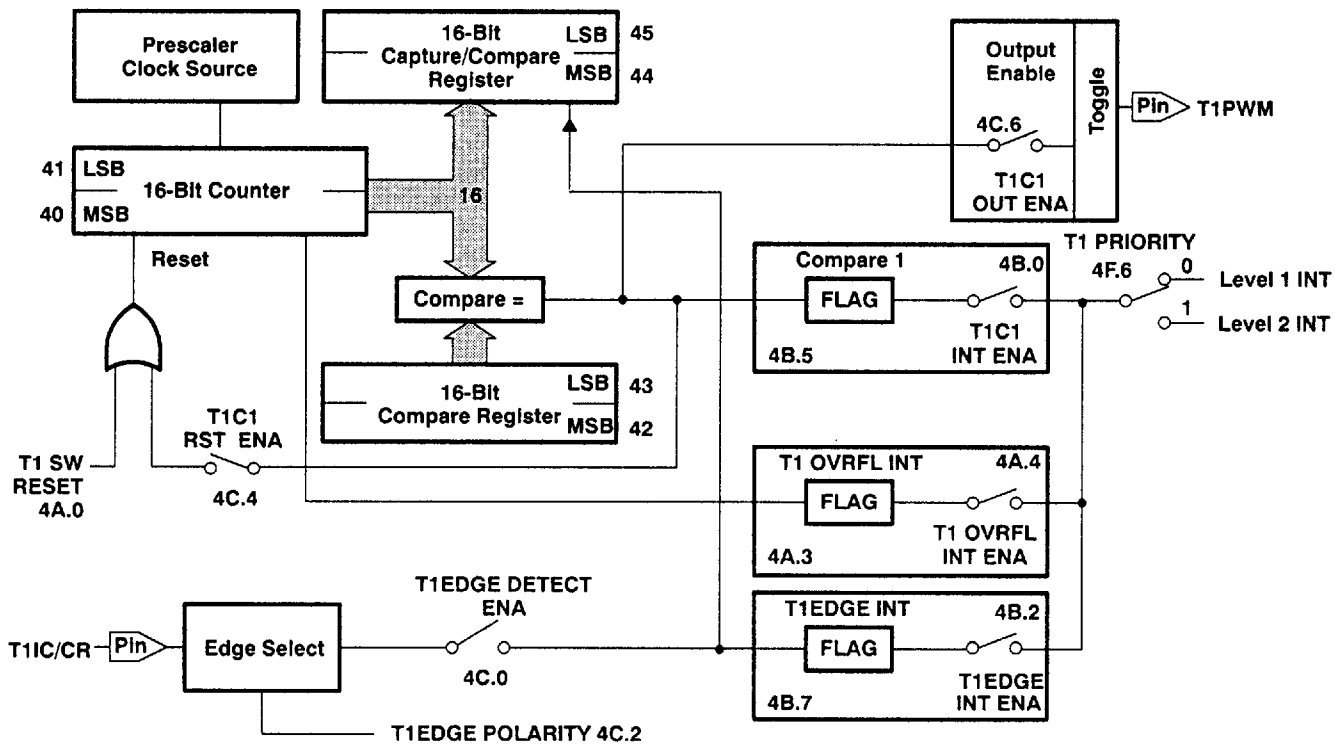 Prescaler
Clock Source
16-Bit
Capture/Compare
Register
LSB
MSB
45
44
Output
Enable
4C.6
T1C1
OUT ENA
Toggle
Pin
T1PWM
41
40
LSB
MSB
16-Bit Counter
16
Reset
Compare =
16-Bit
Compare Register
LSB
MSB
43
42
T1 SW
RESET
4A.0
T1C1
RST ENA
4C.4
Compare 1
FLAG
4B.5
4B.0
T1C1
INT ENA
T1 PRIORITY
4F.6
0
1
Level 1 INT
Level 2 INT
T1 OVRFL INT
FLAG
4A.3
4A.4
T1 OVRFL
INT ENA
T1IC/CR
Pin
Edge Select
T1EDGE DETECT
ENA
4C.0
T1EDGE POLARITY 4C.2
T1EDGE INT
FLAG
4B.7
4B.2
T1EDGE
INT ENA